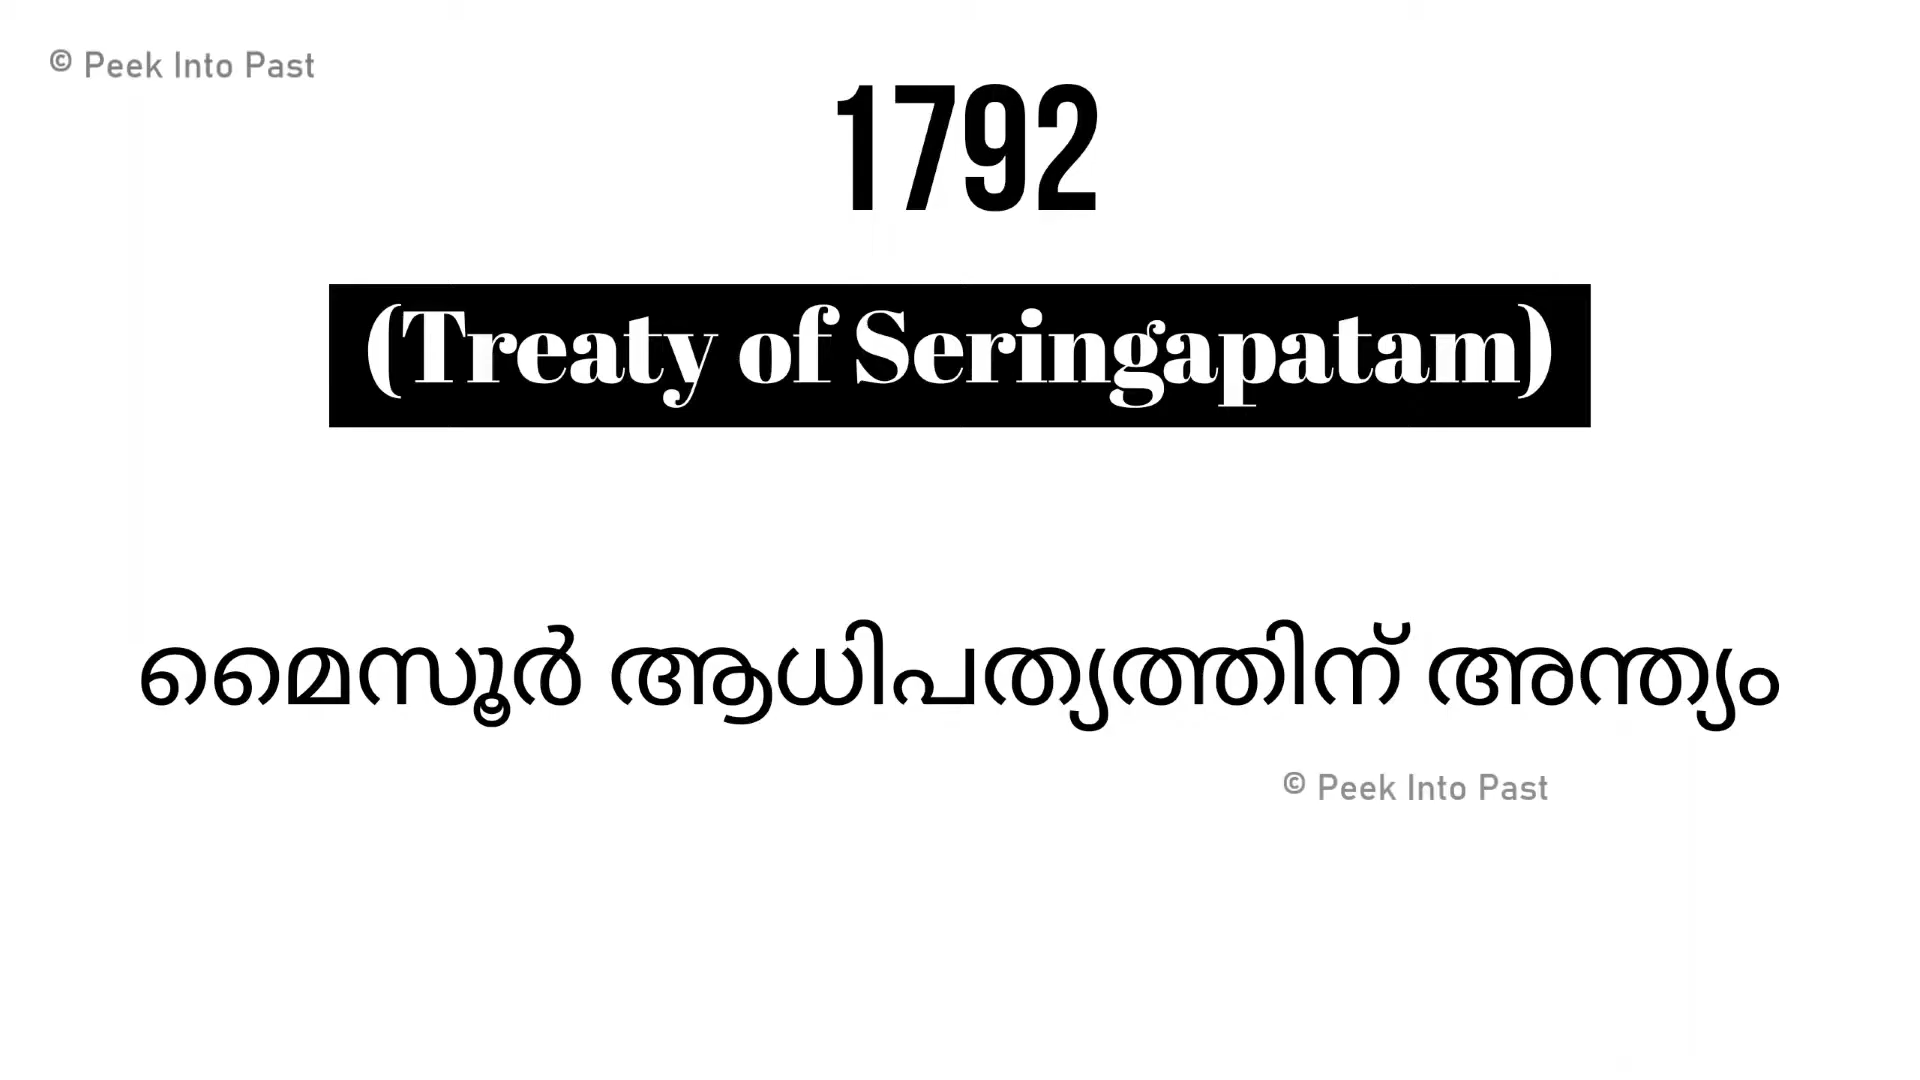 © Peek Into Past
1792
(Treaty of Seringapatam)
മൈസൂർ ആധിപത്യത്തിന് അന്ത്യം
© Peek Into Past